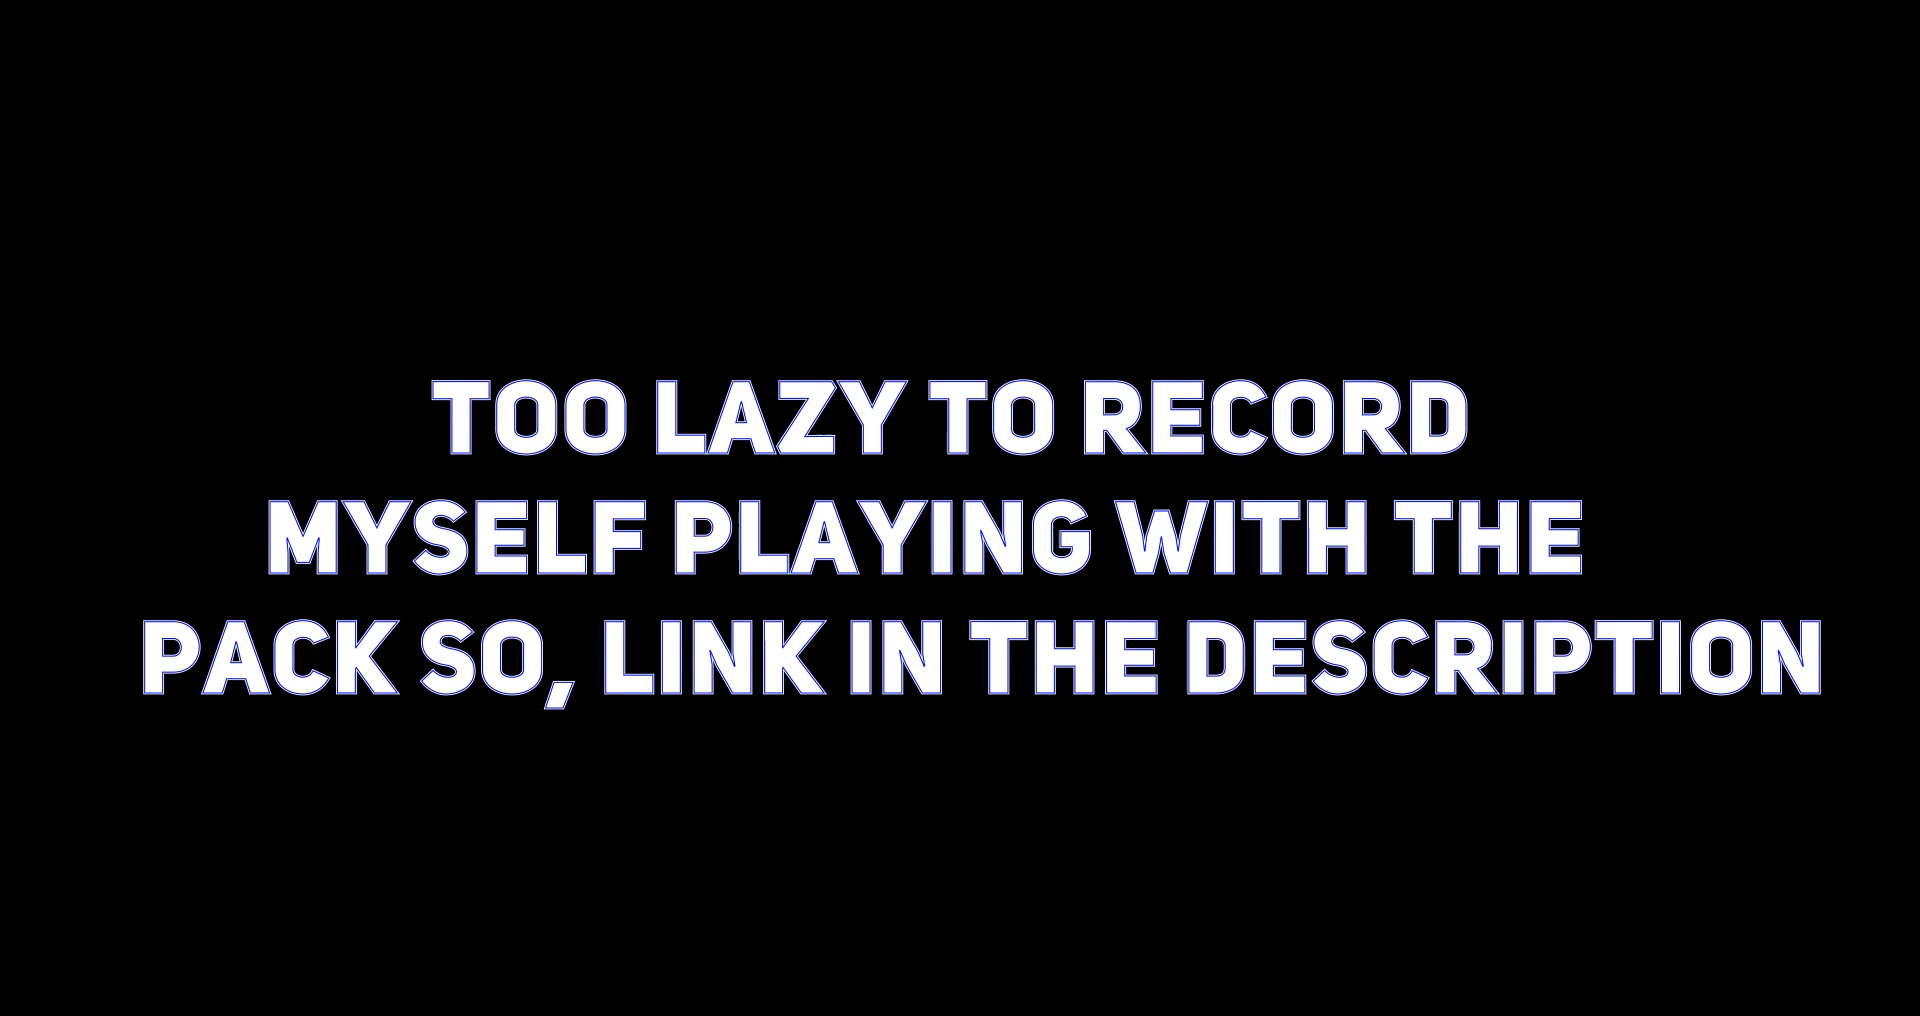 TOO LAZY TO RECORD
MYSELF PLAYING WITH THE
PACK SO, LINK IN THE DESCRIPTION